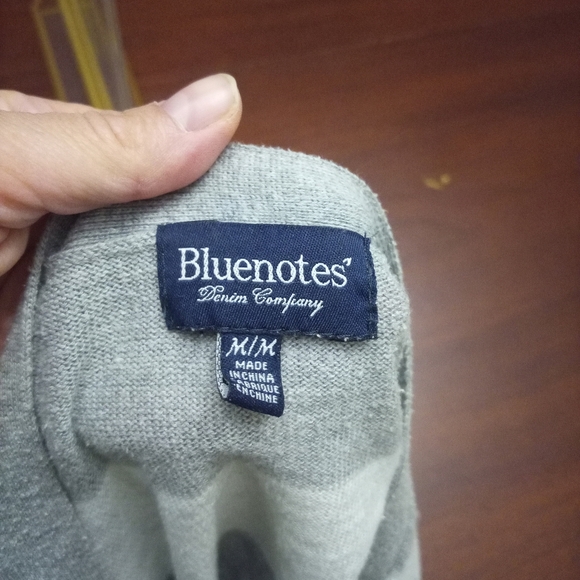 Bluenotes
Denim Company
M/M
MADE
IN CHINA
FABRIQUE
EN CHINE